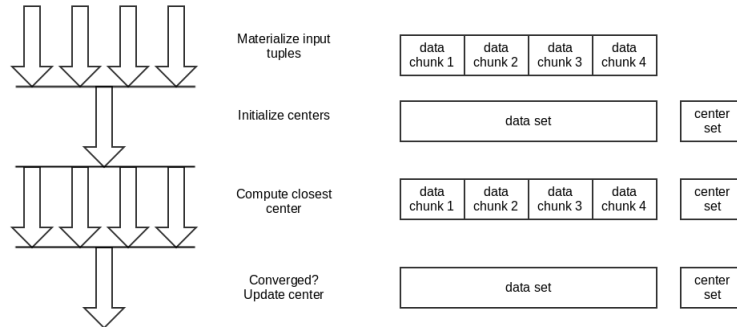 Materialize input
tuples
data
chunk 1
data
chunk 2
data
chunk 3
data
chunk 4
Initialize centers
data set
center
set
Compute closest
center
data
chunk 1
data
chunk 2
data
chunk 3
data
chunk 4
center
set
Converged?
Update center
data set
center
set